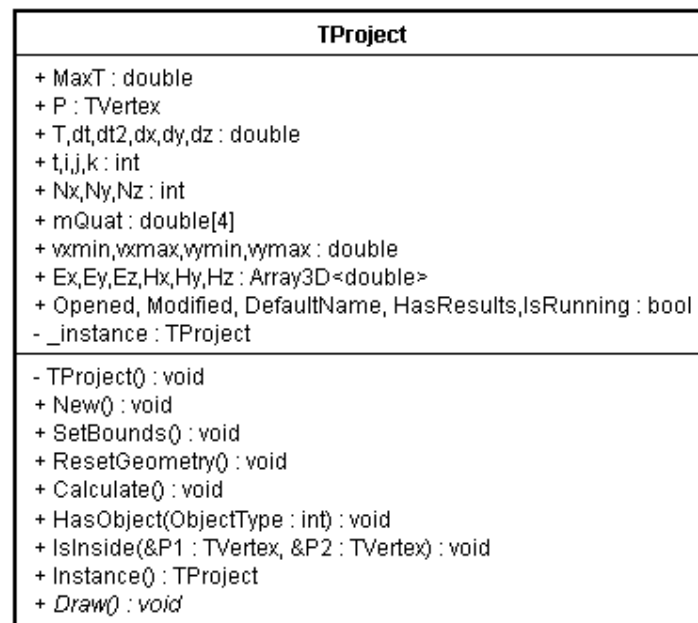 TProject
+ MaxT : double
+ P : TVertex
+ T,dt,dt2,dx,dy,dz : double
+ t,i,j,k : int
+ Nx,Ny,Nz : int
+ mQuat : double[4]
+ vxmin,vxmax,vymin,vymax : double
+ Ex,Ey,Ez,Hx,Hy,Hz : Array3D<double>
+ Opened, Modified, DefaultName, HasResults,IsRunning : bool
- _instance : TProject
- TProject() : void
+ New() : void
+ SetBounds() : void
+ ResetGeometry() : void
+ Calculate() : void
+ HasObject(ObjectType : int) : void
+ IsInside(&P1 : TVertex, &P2 : TVertex) : void
+ Instance() : TProject
+ Draw() : void